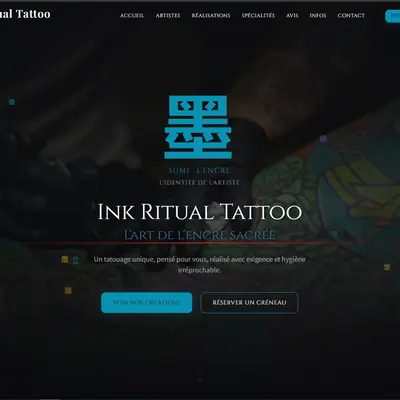 ual Tattoo
ACCUEIL ARTISTES RÉALISATIONS SPÉCIALITÉS AVIS INFOS CONTACT
墨
SUMI L'ENCRE
L'IDENTITÉ DE L'ARTISTE
INK RITUAL TATTOO
L'ART DE L'ENCRE SACRÉE
Un tatouage unique, pensé pour vous, réalisé avec exigence et hygiène
irréprochable.
VOIR NOS CRÉATIONS RÉSERVER UN CRÉNEAU